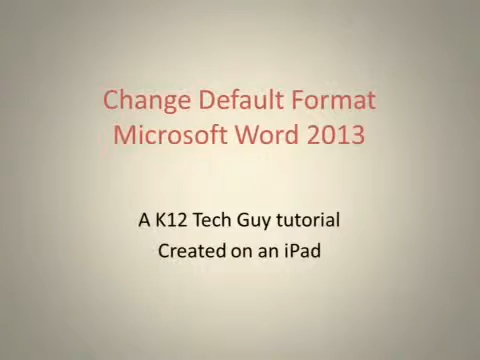 Change Default Format
Microsoft Word 2013
A K12 Tech Guy tutorial
Created on an iPad